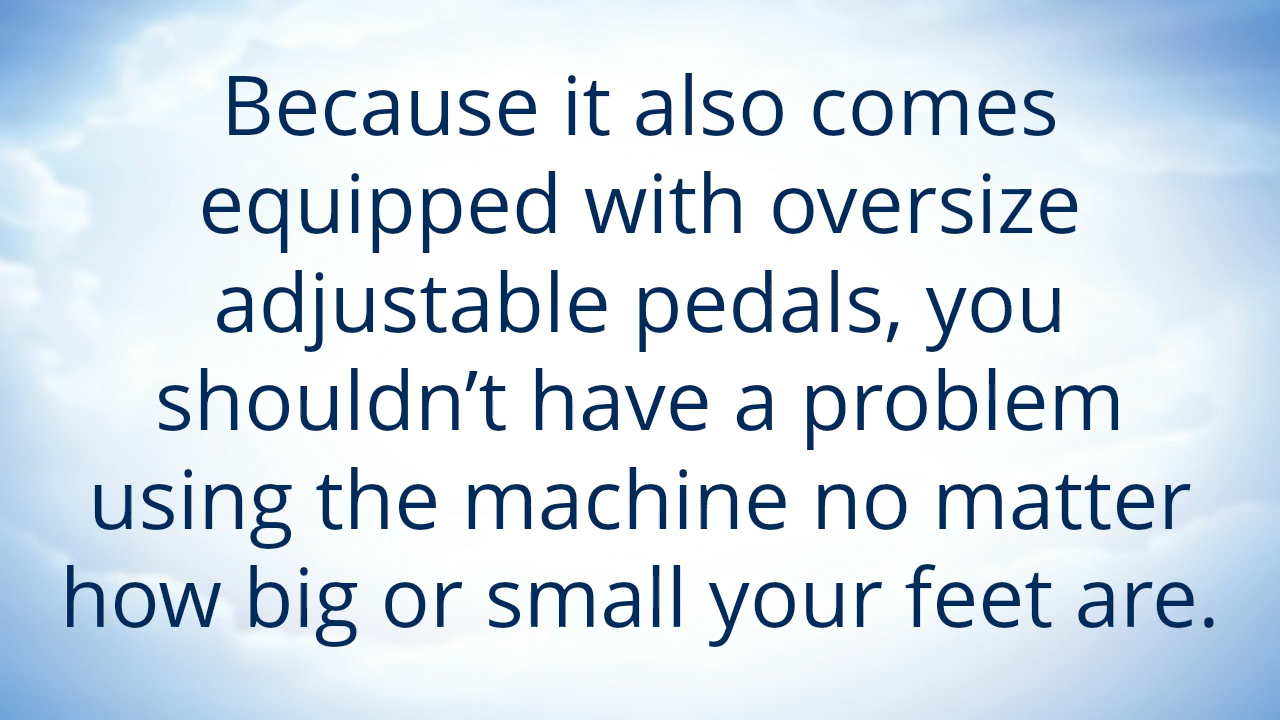 Because it also comes
equipped with oversize
adjustable pedals, you
shouldn’t have a problem
using the machine no matter
how big or small your feet are.